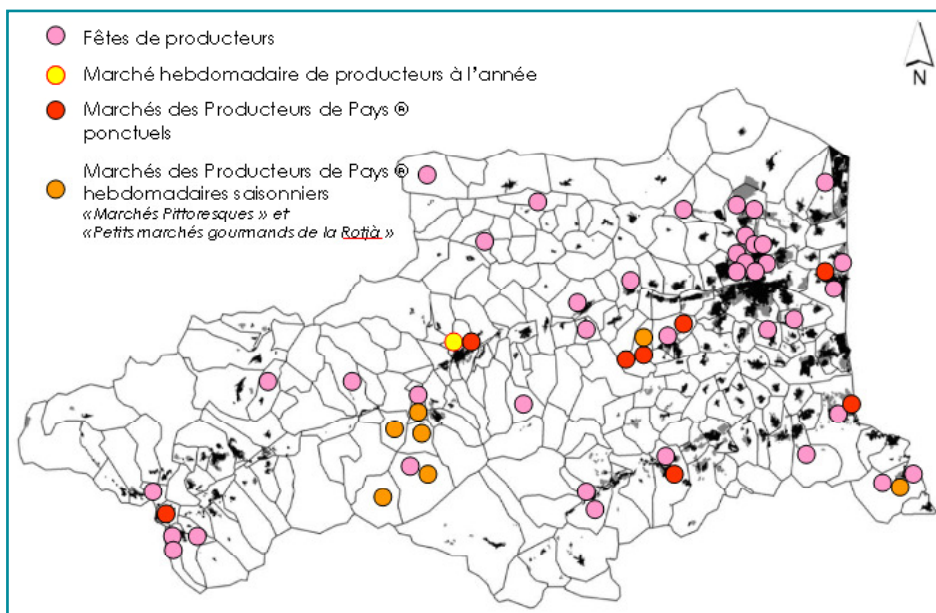 Fêtes de producteurs
Marché hebdomadaire de producteurs à l'année
Marchés des Producteurs de Pays ®
ponctuels
Marchés des Producteurs de Pays ®
hebdomadaires saisonniers
« Marchés Pittoresques » et
« Petits marchés gourmands de la Rotjà »
N